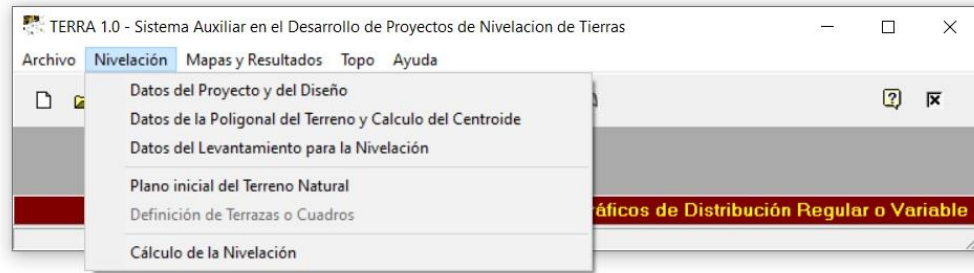 TERRA 1.0 - Sistema Auxiliar en el Desarrollo de Proyectos de Nivelacion de Tierras
Archivo Nivelación Mapas y Resultados Topo Ayuda
Datos del Proyecto y del Diseño
Datos de la Poligonal del Terreno y Calculo del Centroide
Datos del Levantamiento para la Nivelación
Plano inicial del Terreno Natural
Definición de Terrazas o Cuadros
áficos de Distribución Regular o Variable
Cálculo de la Nivelación